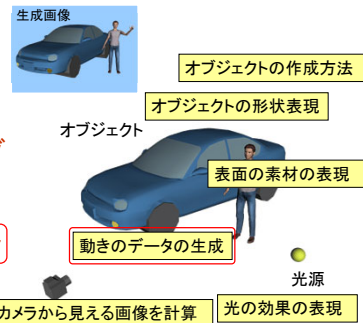 生成画像
オブジェクトの作成方法
オブジェクトの形状表現
オブジェクト
表面の素材の表現
動きのデータの生成
光源
カメラから見える画像を計算
光の効果の表現